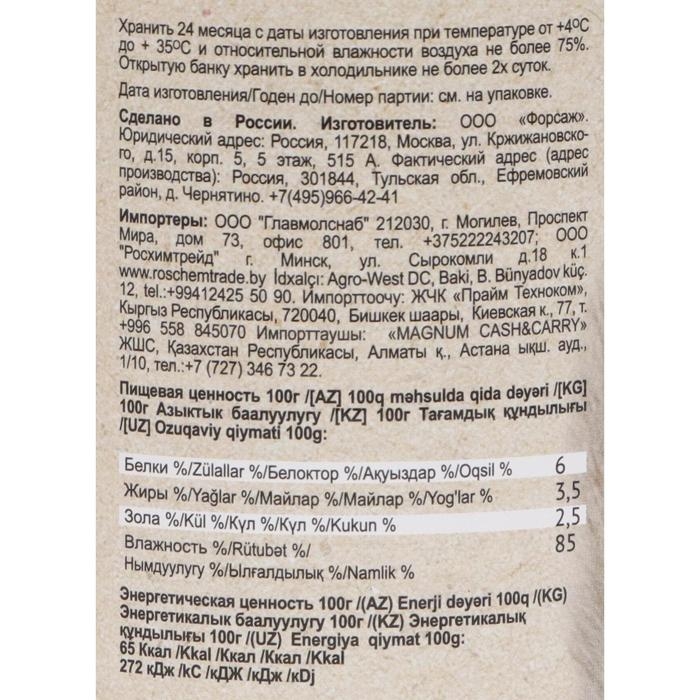 Хранить 24 месяца с даты изготовления при температуре от +4ºC
до + 35ºC и относительной влажности воздуха не более 75%.
Открытую банку хранить в холодильнике не более 2х суток.
Дата изготовления/Годен до/Номер партии: см. на упаковке.
Сделано в России. Изготовитель: ООО «Форсаж».
Юридический адрес: Россия, 117218, Москва, ул. Кржижановско-
го, д.15, корп. 5, 5 этаж, 515 А. Фактический адрес (адрес
производства): Россия, 301844, Тульская обл., Ефремовский
район, д. Чернятино. +7(495)966-42-41
Импортеры: ООО "Главмолснаб" 212030, г. Могилев, Проспект
Мира, дом 73, офис 801, тел. +375222243207; ООО
"Росхимтрейд" г. Минск, ул. Сырокомли д.18 к.1
www.roschemtrade.by İdxalçı: Agro-West DC, Baki, B. Bünyadov küç.
12, tel.:+99412425 50 90. Импорттоочу: ЖЧК «Прайм Техноком»,
Кыргыз Республикасы, 720040, Бишкек шаары, Киевская к., 77, т.
+996 558 845070 Импорттаушы: «MAGNUM CASH&CARRY»
ЖШС, Қазахстан Республикасы, Алматы қ., Астана ықш. ауд.,
1/10, тел.:+7 (727) 346 73 22.
Пищевая ценность 100г /[AZ] 100q məhsulda qida dəyəri /[KG]
100г Азыктык баалуулугу /[KZ] 100г Тағамдық құндылығы
/[UZ] Ozuqaviy qiymati 100g:
Белки %/Zülallar %/Белоктор %/Ақуыздар %/Oqsil % 6
Жиры %/Yağlar %/Майлар %/Майлар %/Yog'lar % 3,5
Зола %/Kül %/Күл %/Күл %/Kukun % 2,5
Влажность %/Rütubət %/ 85
Нымдуулугу %/Ылғалдылық %/Namlik %
Энергетическая ценность 100г /(AZ) Enerji dəyəri 100q /(KG)
Энергетикалык баалуулугу 100г /(KZ) Энергетикалық
құндылығы 100г /(UZ) Energiya qiymat 100g:
65 Ккал /Kkal /Ккал /Ккал /Kkal
272 кДж /kC /кДЖ /кДж /кDj